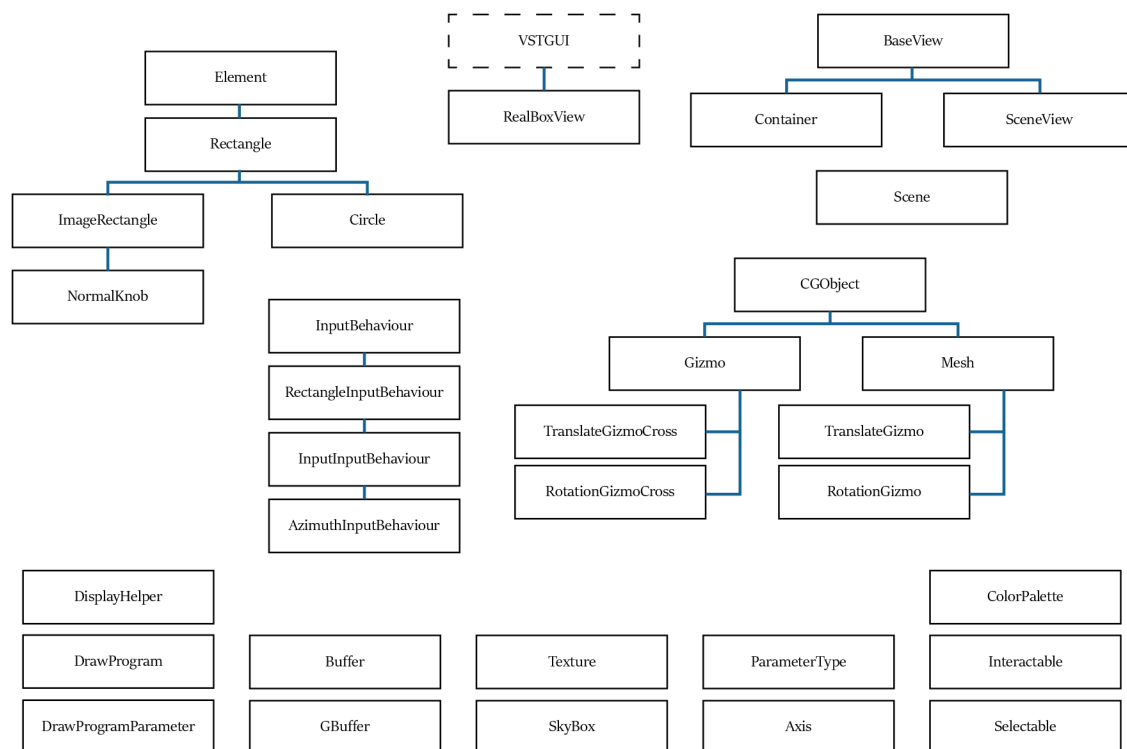 VSTGUI
BaseView
Element
RealBoxView
Container
SceneView
Rectangle
Scene
ImageRectangle
Circle
CGObject
NormalKnob
InputBehaviour
Gizmo
Mesh
RectangleInputBehaviour
TranslateGizmoCross
TranslateGizmo
InputInputBehaviour
RotationGizmoCross
RotationGizmo
AzimuthInputBehaviour
DisplayHelper
ColorPalette
DrawProgram
Buffer
Texture
ParameterType
Interactable
DrawProgramParameter
GBuffer
SkyBox
Axis
Selectable